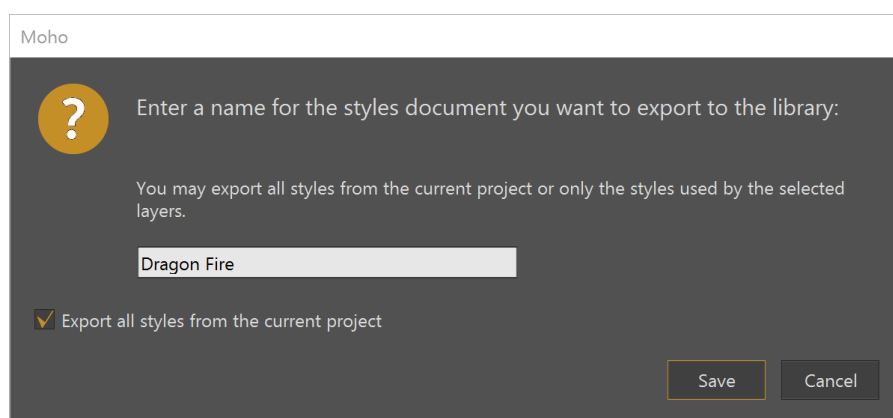 Moho
?
Enter a name for the styles document you want to export to the library:
You may export all styles from the current project or only the styles used by the selected
layers.
Dragon Fire
Export all styles from the current project
Save
Cancel